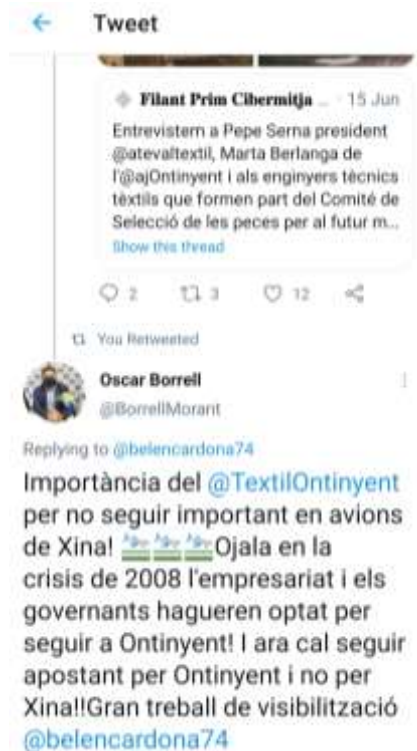 Tweet
Filant Prim Cibermitja ... · 15 Jun
Entrevistem a Pepe Serna president
@atevaltextil, Marta Berlanga de
l'@ajOntinyent i als enginyers tècnics
tèxtils que formen part del Comité de
Selecció de les peces per al futur m...
Show this thread
2 3 12
You Retweeted
Oscar Borrell
@BorrellMorant
Replying to @belencardona74
Importància del @TextilOntinyent
per no seguir important en avions
de Xina! Ojala en la
crisis de 2008 l'empresariat i els
governants hagueren optat per
seguir a Ontinyent! I ara cal seguir
apostant per Ontinyent i no per
Xina!!Gran treball de visibilització
@belencardona74